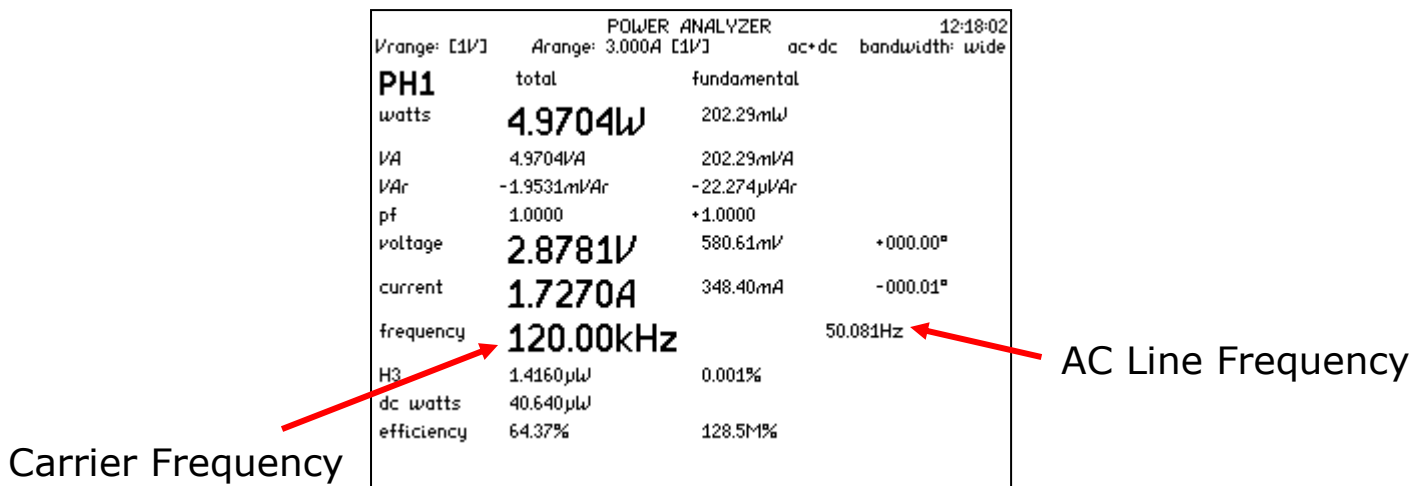 POWER ANALYZER 12:18:02
Vrange: [1V] Arange: 3.000A [1V] ac+dc bandwidth: wide
PH1 total fundamental
watts 4.9704W 202.29mW
VA 4.9704VA 202.29mVA
VAr -1.9531mVAr -22.274µVAr
pf 1.0000 +1.0000
voltage 2.8781V 580.61mV +000.00°
current 1.7270A 348.40mA -000.01°
frequency 120.00kHz 50.081Hz
AC Line Frequency
H3 1.4160µW 0.001%
dc watts 40.640µW
efficiency 64.37% 128.5M%
Carrier Frequency